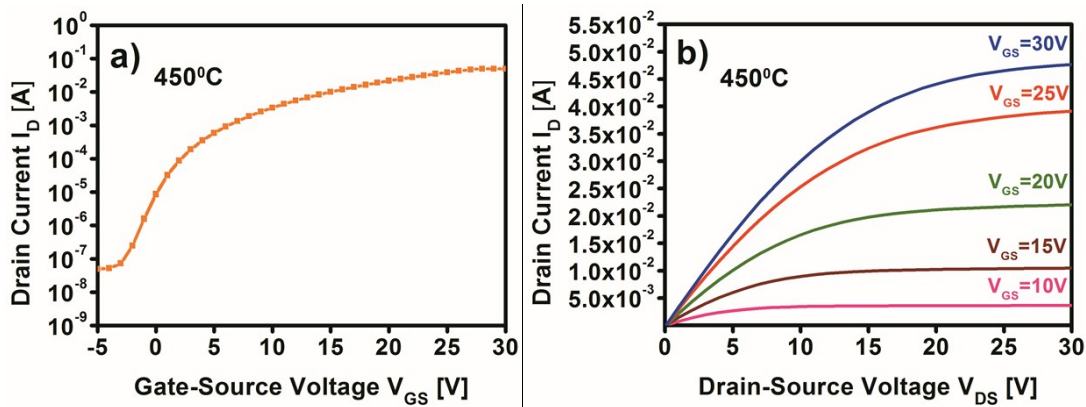 a)
450⁰C
Drain Current I_D [A]
10⁰
10⁻¹
10⁻²
10⁻³
10⁻⁴
10⁻⁵
10⁻⁶
10⁻⁷
10⁻⁸
10⁻⁹
-5 0 5 10 15 20 25 30
Gate-Source Voltage V_GS [V]
b)
450⁰C
Drain Current I_D [A]
5.5x10⁻²
5.0x10⁻²
4.5x10⁻²
4.0x10⁻²
3.5x10⁻²
3.0x10⁻²
2.5x10⁻²
2.0x10⁻²
1.5x10⁻²
1.0x10⁻²
5.0x10⁻³
V_GS=30V
V_GS=25V
V_GS=20V
V_GS=15V
V_GS=10V
0 5 10 15 20 25 30
Drain-Source Voltage V_DS [V]